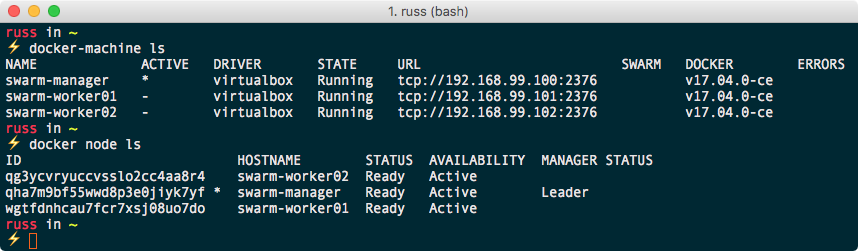 1. russ (bash)
russ in ~
⚡ docker-machine ls
NAME ACTIVE DRIVER STATE URL SWARM DOCKER ERRORS
swarm-manager * virtualbox Running tcp://192.168.99.100:2376 v17.04.0-ce
swarm-worker01 - virtualbox Running tcp://192.168.99.101:2376 v17.04.0-ce
swarm-worker02 - virtualbox Running tcp://192.168.99.102:2376 v17.04.0-ce
russ in ~
⚡ docker node ls
ID HOSTNAME STATUS AVAILABILITY MANAGER STATUS
qg3ycvryuccvsslo2cc4aa8r4 swarm-worker02 Ready Active
qha7m9bf55wwd8p3e0jiyk7yf * swarm-manager Ready Active Leader
wgtfdnhcau7fcr7xsj08uo7do swarm-worker01 Ready Active
russ in ~
⚡